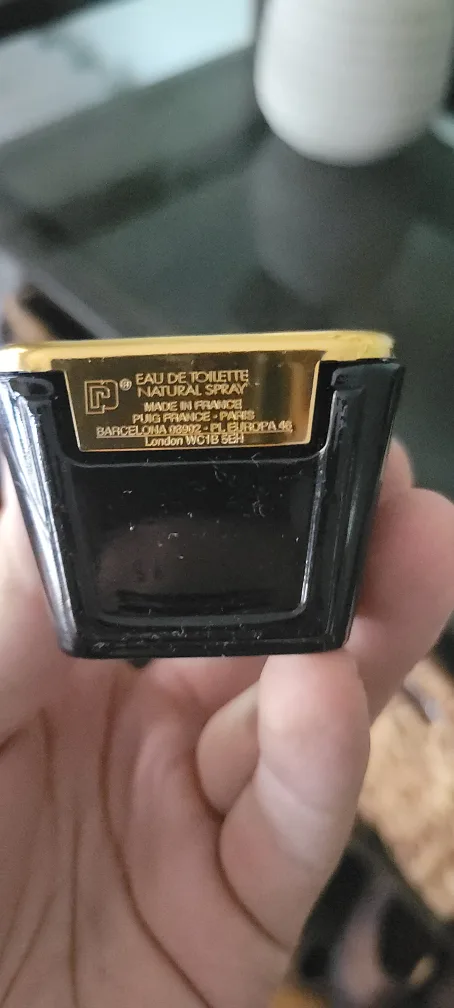 ®
EAU DE TOILETTE
NATURAL SPRAY
MADE IN FRANCE
PUIG FRANCE - PARIS
BARCELONA 08902 - PL. EUROPA 46
London WC1B 5EH